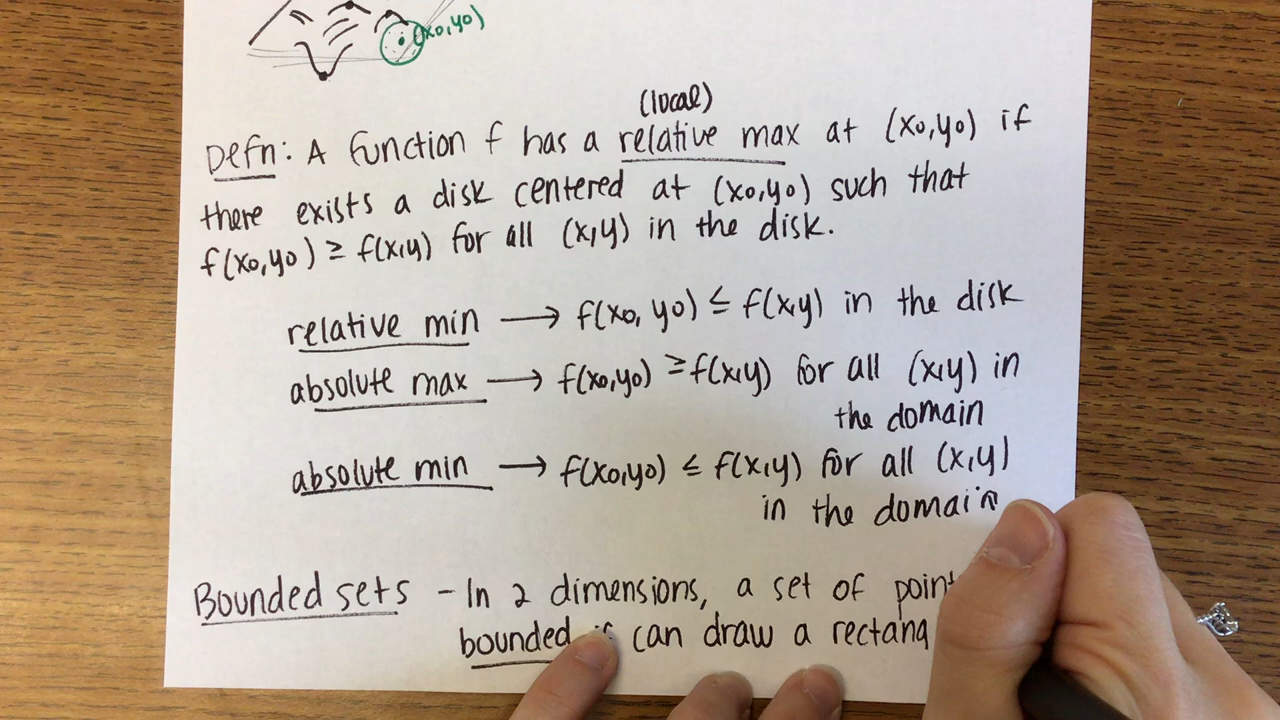 (x0,y0)
(local)
Defn: A function f has a relative max at (x0,y0) if
there exists a disk centered at (x0,y0) such that
f(x0,y0) ≥ f(x,y) for all (x,y) in the disk.
relative min → f(x0, y0) ≤ f(x,y) in the disk
absolute max → f(x0,y0) ≥ f(x,y) for all (x,y) in
the domain
absolute min → f(x0,y0) ≤ f(x,y) for all (x,y)
in the domain
Bounded sets - In 2 dimensions, a set of point
bounded can draw a rectang